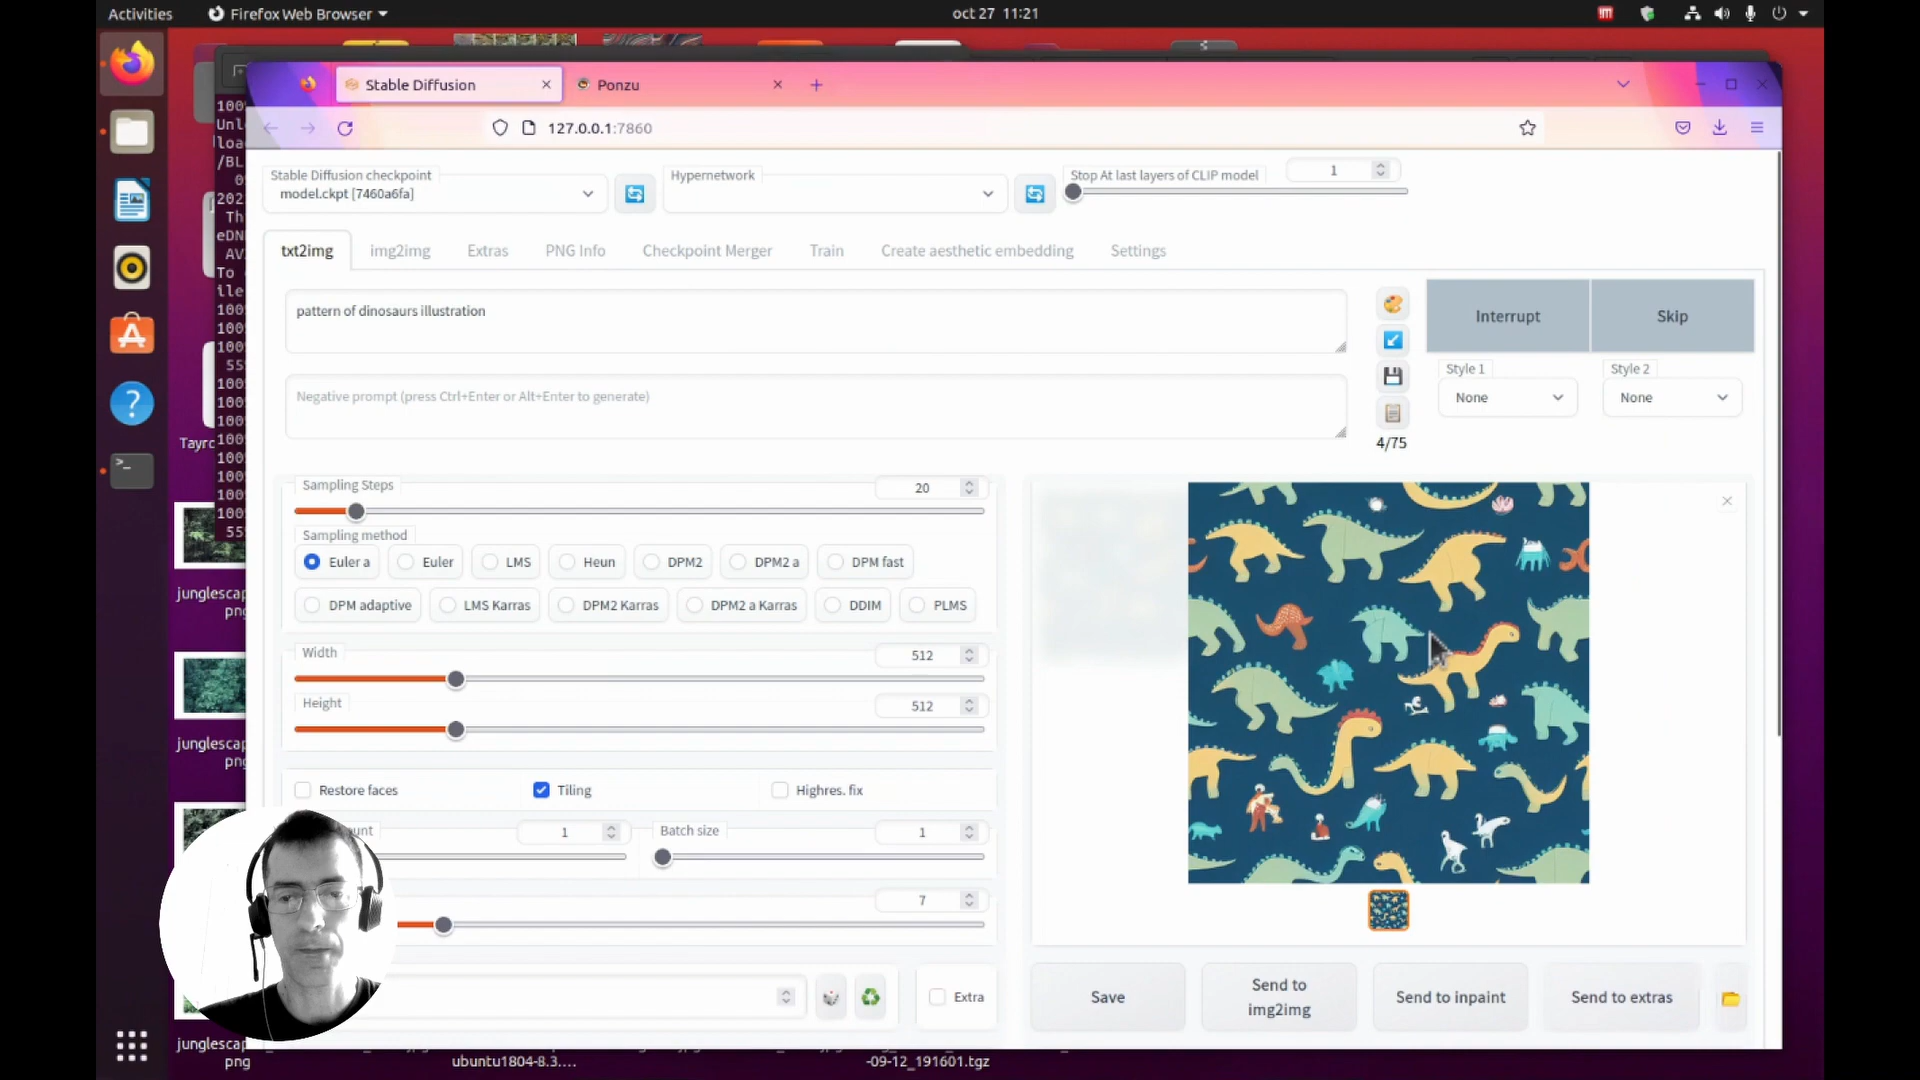 Activities Firefox Web Browser oct 27 11:21
Stable Diffusion Ponzu
127.0.0.1:7860
Stable Diffusion checkpoint
model.ckpt [7460a6fa]
Hypernetwork
Stop At last layers of CLIP model 1
txt2img img2img Extras PNG Info Checkpoint Merger Train Create aesthetic embedding Settings
pattern of dinosaurs illustration
Negative prompt (press Ctrl+Enter or Alt+Enter to generate)
4/75
Interrupt Skip
Style 1 Style 2
None None
Sampling Steps 20
Sampling method
Euler a Euler LMS Heun DPM2 DPM2 a DPM fast
DPM adaptive LMS Karras DPM2 Karras DPM2 a Karras DDIM PLMS
Width 512
Height 512
Restore faces Tiling Highres. fix
1 Batch size 1
7
Extra
Save Send to img2img Send to inpaint Send to extras
junglescap
png
junglescap
png
junglescap
png
ubuntu1804-8.3....
-09-12_191601.tgz